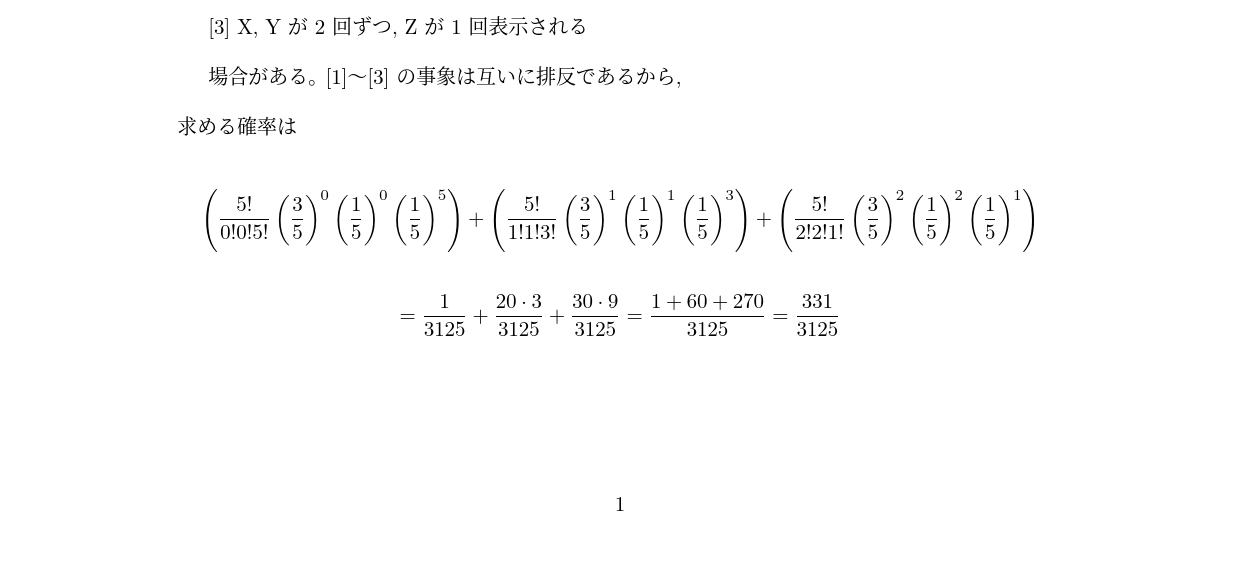 [3] X, Y が 2 回ずつ, Z が 1 回表示される
場合がある。[1]〜[3] の事象は互いに排反であるから,
求める確率は
\left( \frac{5!}{0!0!5!} \left( \frac{3}{5} \right)^0 \left( \frac{1}{5} \right)^0 \left( \frac{1}{5} \right)^5 \right) + \left( \frac{5!}{1!1!3!} \left( \frac{3}{5} \right)^1 \left( \frac{1}{5} \right)^1 \left( \frac{1}{5} \right)^3 \right) + \left( \frac{5!}{2!2!1!} \left( \frac{3}{5} \right)^2 \left( \frac{1}{5} \right)^2 \left( \frac{1}{5} \right)^1 \right)
= \frac{1}{3125} + \frac{20 \cdot 3}{3125} + \frac{30 \cdot 9}{3125} = \frac{1 + 60 + 270}{3125} = \frac{331}{3125}
1